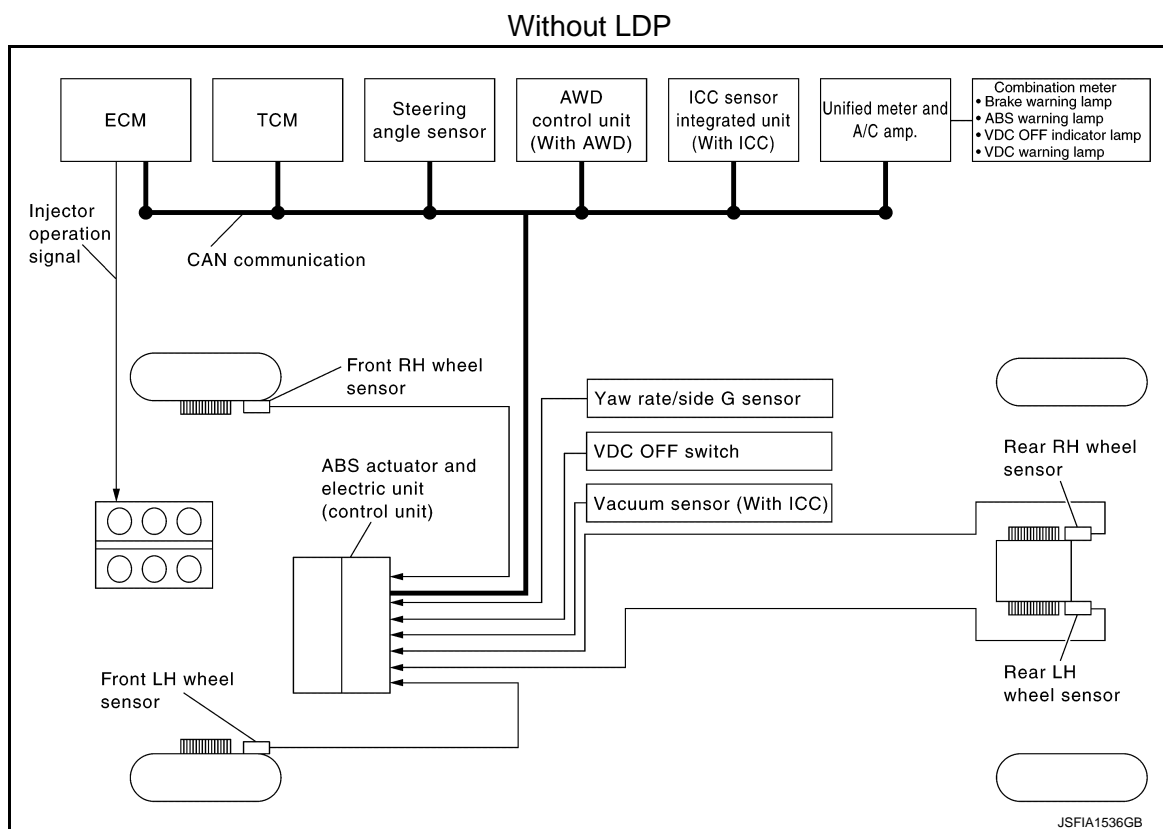 Without LDP
ECM
TCM
Steering
angle sensor
AWD
control unit
(With AWD)
ICC sensor
integrated unit
(With ICC)
Unified meter and
A/C amp.
Combination meter
• Brake warning lamp
• ABS warning lamp
• VDC OFF indicator lamp
• VDC warning lamp
Injector
operation
signal
CAN communication
Front RH wheel
sensor
Yaw rate/side G sensor
VDC OFF switch
Vacuum sensor (With ICC)
ABS actuator and
electric unit
(control unit)
Rear RH wheel
sensor
Front LH wheel
sensor
Rear LH
wheel sensor
JSFIA1536GB